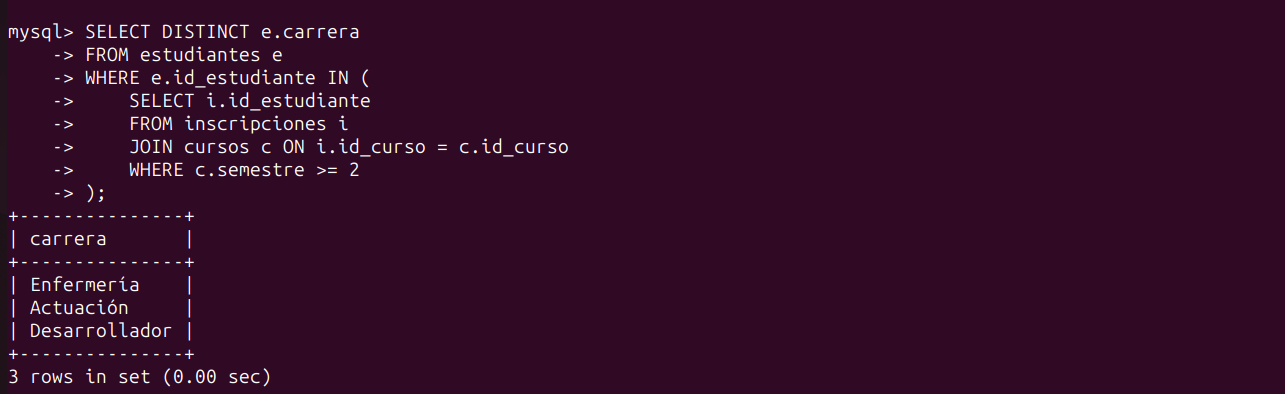 mysql> SELECT DISTINCT e.carrera
    -> FROM estudiantes e
    -> WHERE e.id_estudiante IN (
    ->     SELECT i.id_estudiante
    ->     FROM inscripciones i
    ->     JOIN cursos c ON i.id_curso = c.id_curso
    ->     WHERE c.semestre >= 2
    -> );
+---------------+
| carrera       |
+---------------+
| Enfermería    |
| Actuación     |
| Desarrollador |
+---------------+
3 rows in set (0.00 sec)